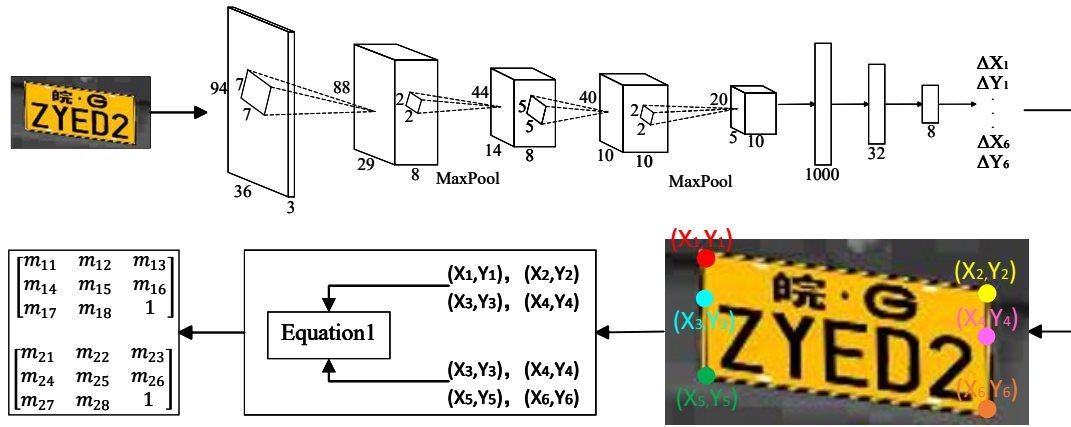 皖·G
ZYED2
94
36
3
7
7
88
29
8
2
2
MaxPool
44
14
8
5
5
40
10
10
2
2
MaxPool
20
5
10
1000
32
8
ΔX1
ΔY1
.
.
.
ΔX6
ΔY6
m11 m12 m13
m14 m15 m16
m17 m18 1
m21 m22 m23
m24 m25 m26
m27 m28 1
(X1,Y1), (X2,Y2)
(X3,Y3), (X4,Y4)
Equation1
(X3,Y3), (X4,Y4)
(X5,Y5), (X6,Y6)
(X1,Y1)
(X2,Y2)
(X3,Y3)
(X4,Y4)
(X5,Y5)
(X6,Y6)
皖·G
ZYED2